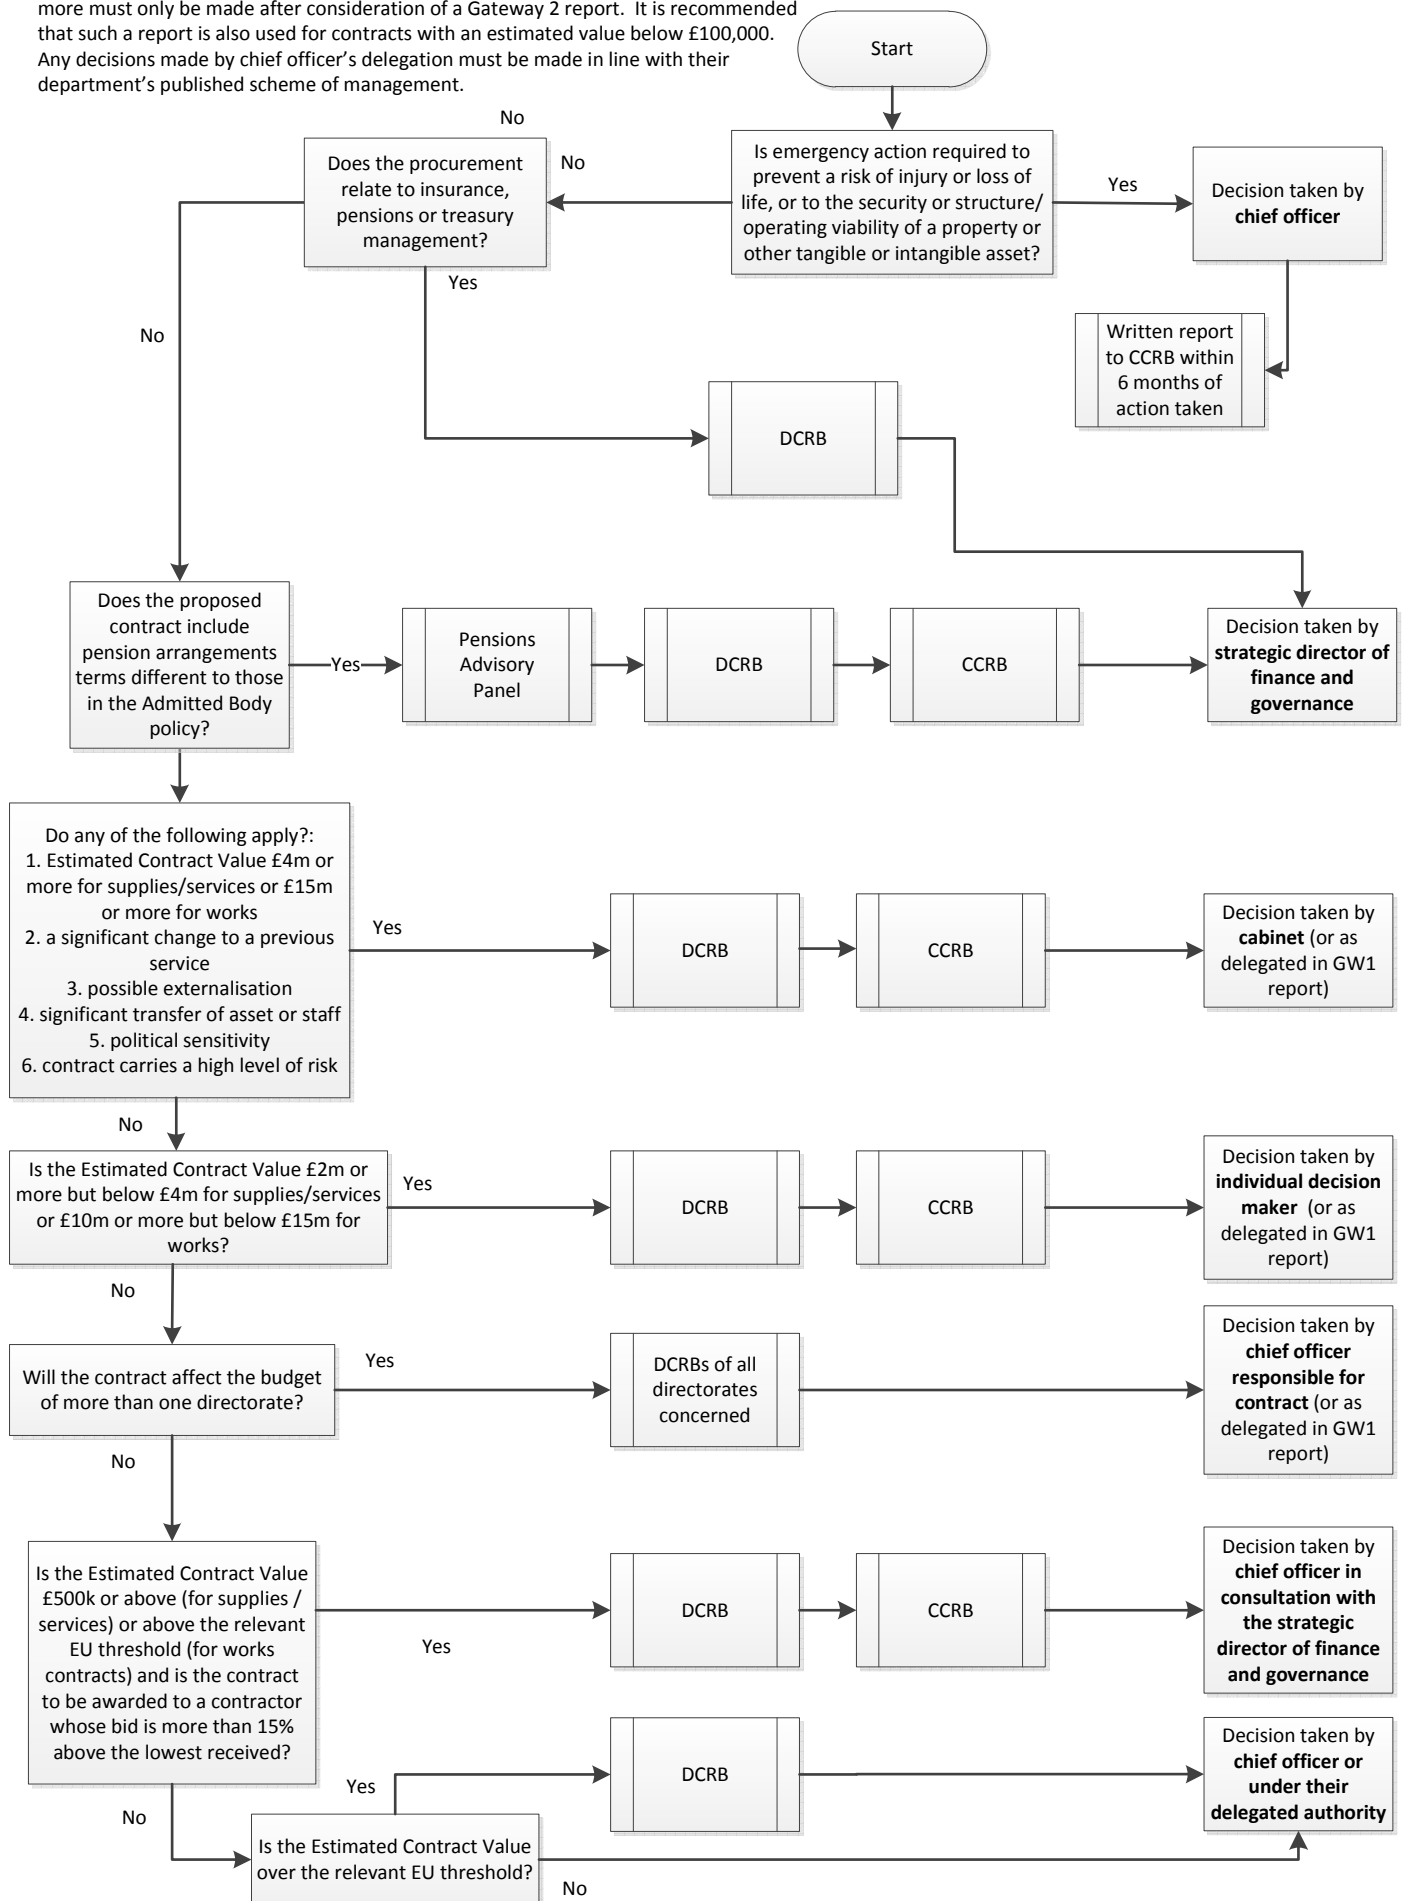 more must only be made after consideration of a Gateway 2 report.  It is recommended
that such a report is also used for contracts with an estimated value below £100,000.
Any decisions made by chief officer’s delegation must be made in line with their
department’s published scheme of management.
Start
No
Does the procurement
relate to insurance,
pensions or treasury
management?
No
Is emergency action required to
prevent a risk of injury or loss of
life, or to the security or structure/
operating viability of a property or
other tangible or intangible asset?
Yes
Decision taken by
chief officer
Yes
No
Written report
to CCRB within
6 months of
action taken
DCRB
Does the proposed
contract include
pension arrangements
terms different to those
in the Admitted Body
policy?
Yes
Pensions
Advisory
Panel
DCRB
CCRB
Decision taken by
strategic director of
finance and
governance
Do any of the following apply?:
1. Estimated Contract Value £4m or
more for supplies/services or £15m
or more for works
2. a significant change to a previous
service
3. possible externalisation
4. significant transfer of asset or staff
5. political sensitivity
6. contract carries a high level of risk
Yes
DCRB
CCRB
Decision taken by
cabinet (or as
delegated in GW1
report)
No
Is the Estimated Contract Value £2m or
more but below £4m for supplies/services
or £10m or more but below £15m for
works?
Yes
DCRB
CCRB
Decision taken by
individual decision
maker  (or as
delegated in GW1
report)
No
Will the contract affect the budget
of more than one directorate?
Yes
DCRBs of all
directorates
concerned
Decision taken by
chief officer
responsible for
contract (or as
delegated in GW1
report)
No
Is the Estimated Contract Value
£500k or above (for supplies /
services) or above the relevant
EU threshold (for works
contracts) and is the contract
to be awarded to a contractor
whose bid is more than 15%
above the lowest received?
Yes
DCRB
CCRB
Decision taken by
chief officer in
consultation with
the strategic
director of finance
and governance
No
Is the Estimated Contract Value
over the relevant EU threshold?
Yes
DCRB
Decision taken by
chief officer or
under their
delegated authority
No